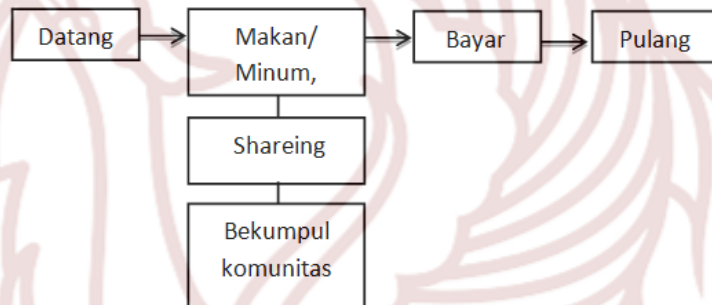 Datang
Makan/
Minum,
Bayar
Pulang
Shareing
Bekumpul
komunitas